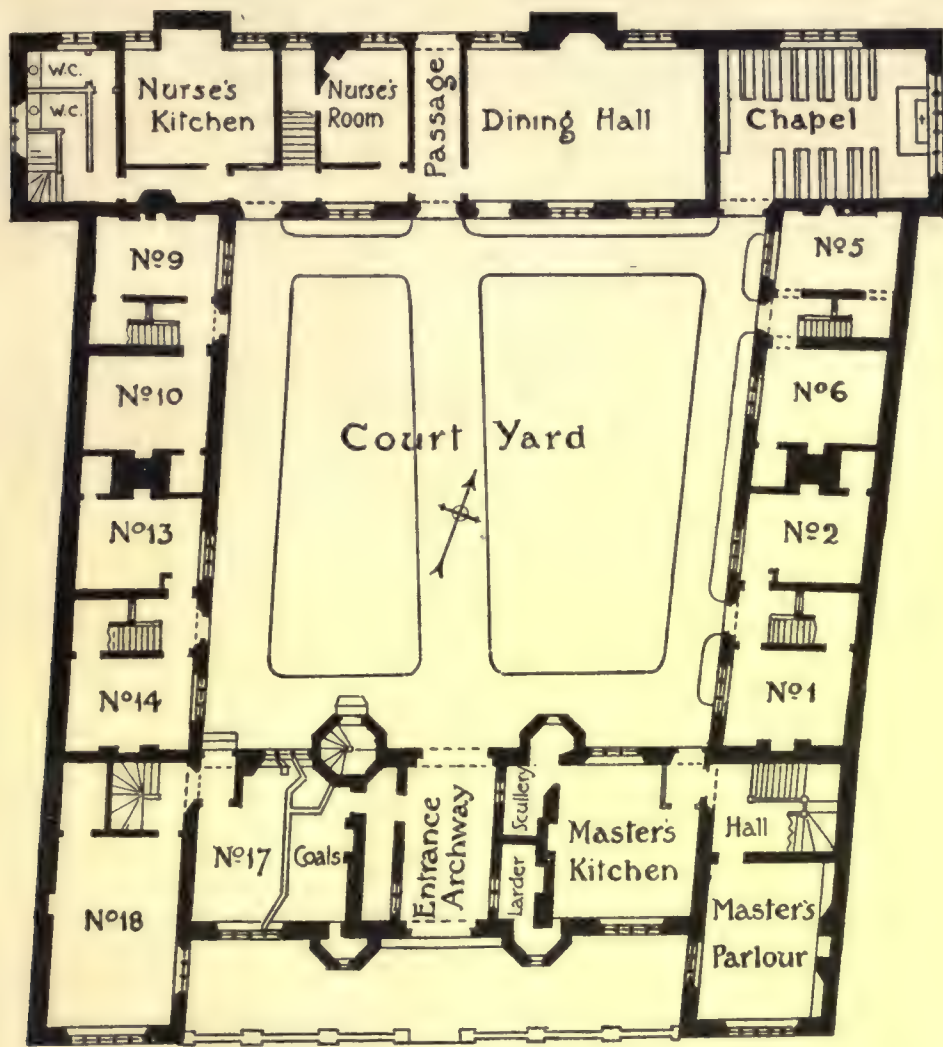 W.C.
W.C.
Nurse's
Kitchen
Nurse's
Room
Passage
Dining Hall
Chapel
Nº9
Nº5
Nº10
Nº6
Court Yard
Nº13
Nº2
Nº14
Nº1
Nº17
Coals
Entrance
Archway
Scullery
Larder
Master's
Kitchen
Hall
Nº18
Master's
Parlour